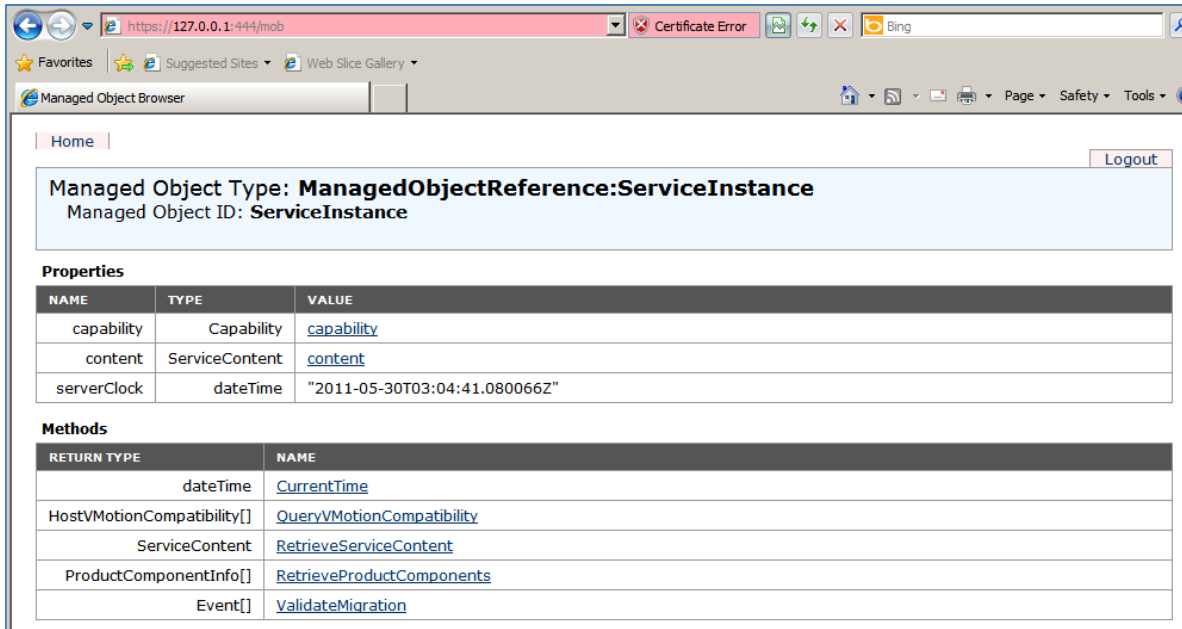 https://127.0.0.1:444/mob Certificate Error Bing
Favorites Suggested Sites Web Slice Gallery
Managed Object Browser Page Safety Tools
Home
Logout
Managed Object Type: ManagedObjectReference:ServiceInstance
Managed Object ID: ServiceInstance
Properties
NAME TYPE VALUE
capability Capability capability
content ServiceContent content
serverClock dateTime "2011-05-30T03:04:41.080066Z"
Methods
RETURN TYPE NAME
dateTime CurrentTime
HostVMotionCompatibility[] QueryVMotionCompatibility
ServiceContent RetrieveServiceContent
ProductComponentInfo[] RetrieveProductComponents
Event[] ValidateMigration